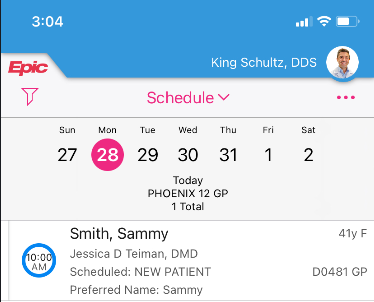 3:04
Epic
King Schultz, DDS
Schedule
Sun Mon Tue Wed Thu Fri Sat
27 28 29 30 31 1 2
Today
PHOENIX 12 GP
1 Total
Smith, Sammy 41y F
10:00 AM
Jessica D Teiman, DMD
Scheduled: NEW PATIENT D0481 GP
Preferred Name: Sammy